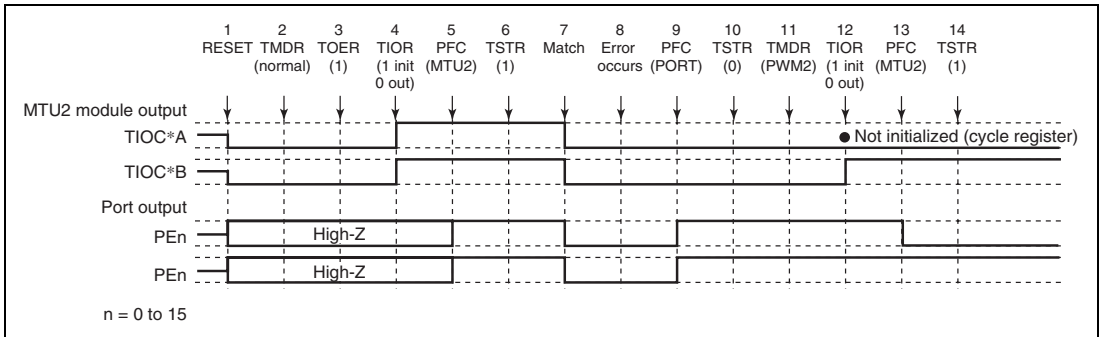 1 2 3 4 5 6 7 8 9 10 11 12 13 14
RESET TMDR TOER TIOR PFC TSTR Match Error PFC TSTR TMDR TIOR PFC TSTR
(normal) (1) (1 init (MTU2) (1) occurs (PORT) (0) (PWM2) (1 init (MTU2) (1)
0 out) 0 out)
MTU2 module output
TIOC*A
● Not initialized (cycle register)
TIOC*B
Port output
PEn High-Z
PEn High-Z
n = 0 to 15